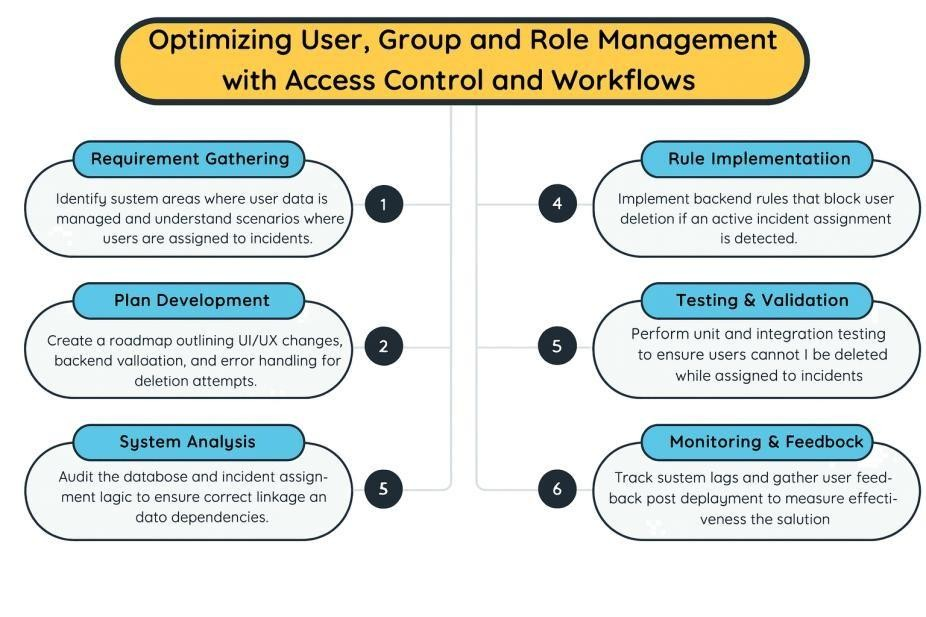 Optimizing User, Group and Role Management
with Access Control and Workflows
Requirement Gathering
Identify sustem areas where user data is
managed and understand scenarios where
users are assigned to incidents.
1
Plan Development
Create a roadmap outlining UI/UX changes,
backend valldation, and error handling for
deletion attempts.
2
System Analysis
Audit the databose and incident assign-
ment lagic to ensure correct linkage an
dato dependencies.
5
Rule Implementatiion
Implement backend rules that block user
deletion if an active incident assignment
is detected.
4
Testing & Validation
Perform unit and integration testing
to ensure users cannot I be deleted
while assigned to incidents
5
Monitoring & Feedback
Track sustem lags and gather user feed-
back post deplaument to measure effecti-
veness the salution
6